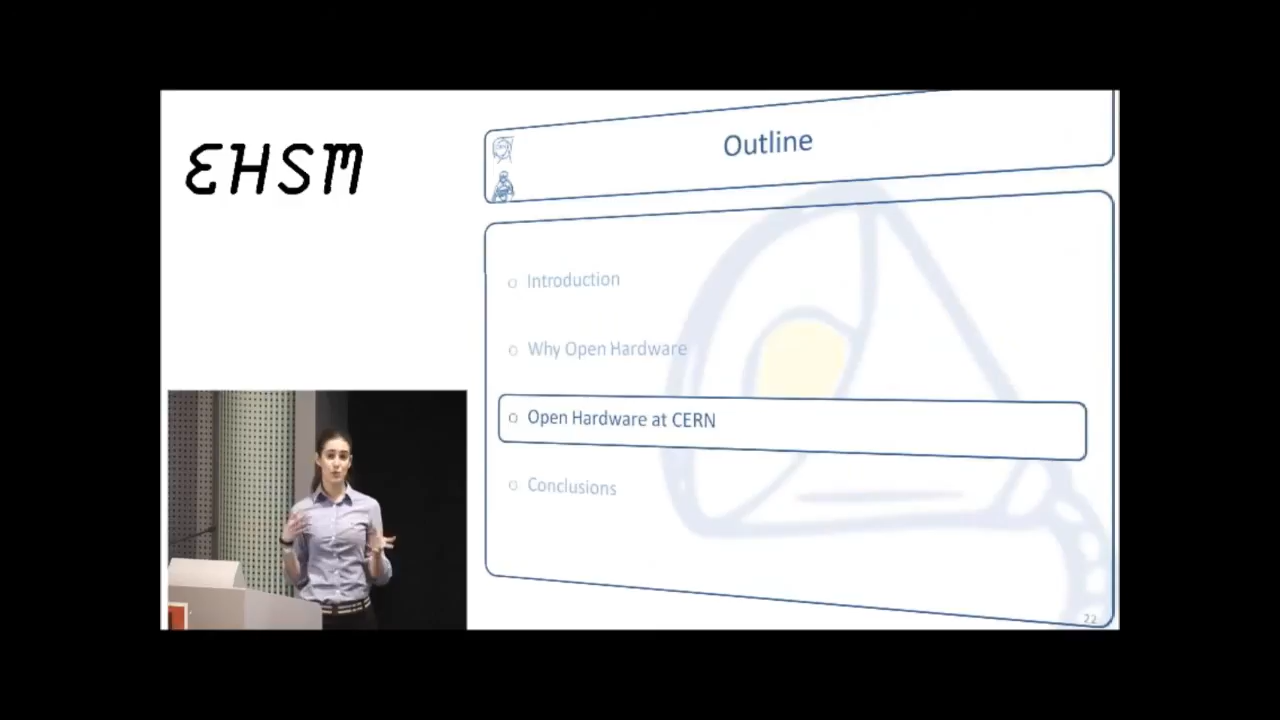 EHSM
Outline
Introduction
Why Open Hardware
Open Hardware at CERN
Conclusions
22